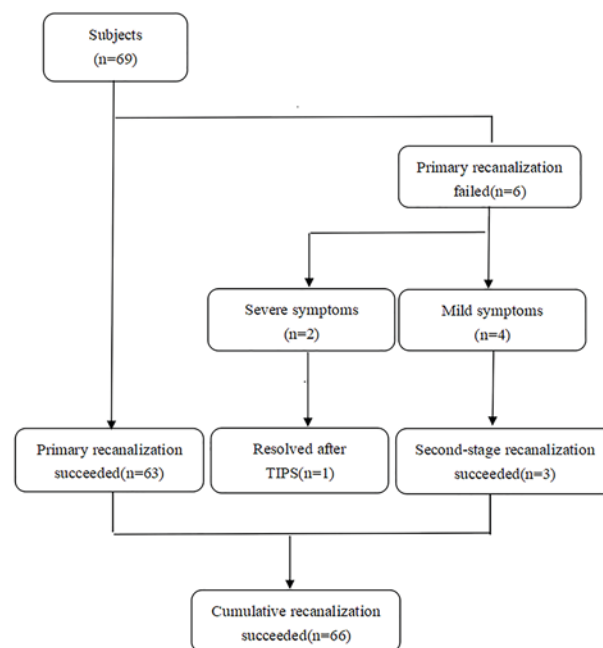 Subjects
(n=69)
Primary recanalization
failed(n=6)
Severe symptoms
(n=2)
Mild symptoms
(n=4)
Primary recanalization
succeeded(n=63)
Resolved after
TIPS(n=1)
Second-stage recanalization
succeeded(n=3)
Cumulative recanalization
succeeded(n=66)